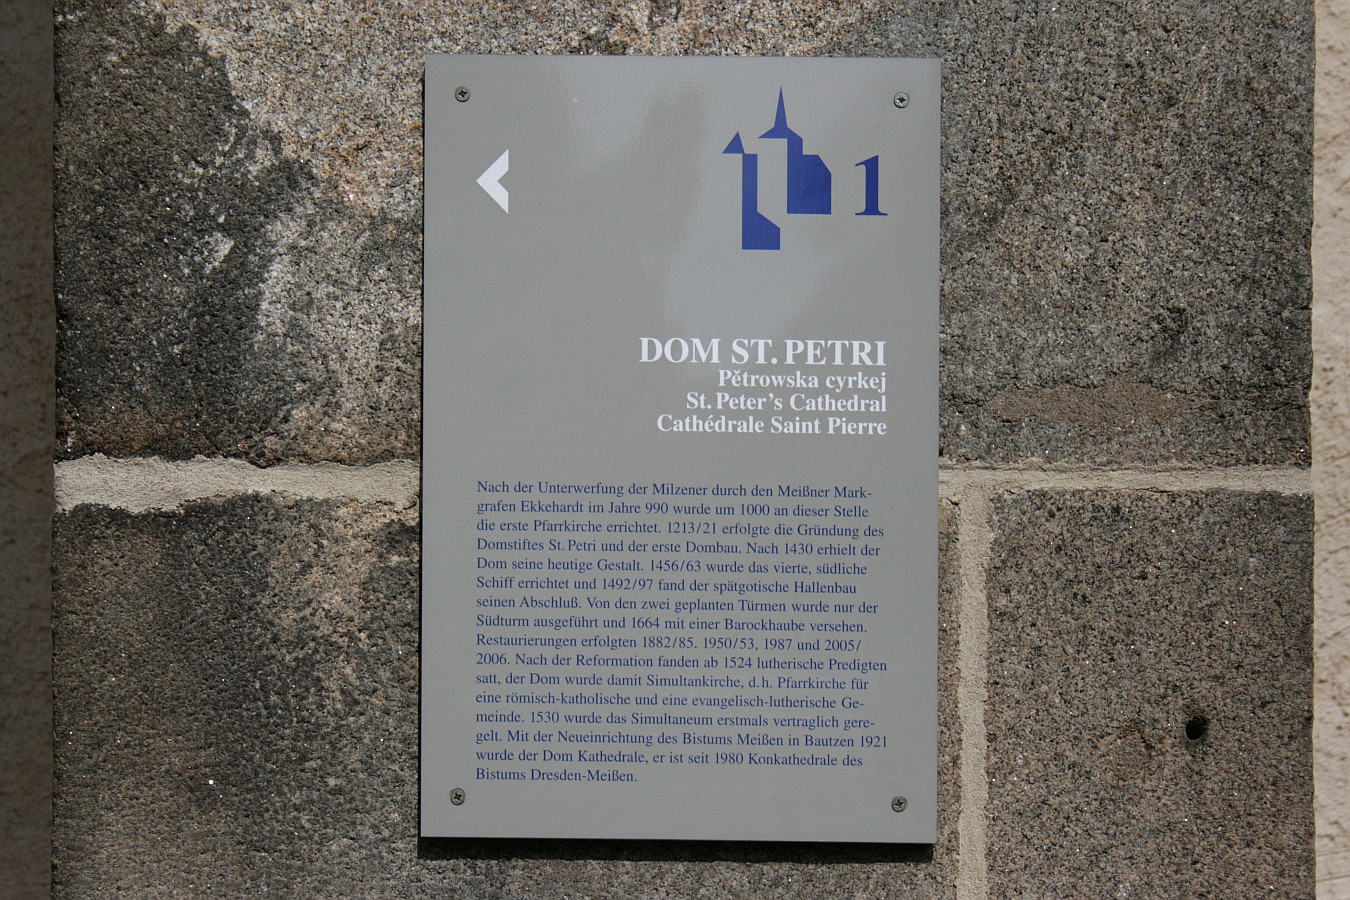 1
DOM ST. PETRI
Pětrowska cyrkej
St. Peter’s Cathedral
Cathédrale Saint Pierre
Nach der Unterwerfung der Milzener durch den Meißner Mark-
grafen Ekkehardt im Jahre 990 wurde um 1000 an dieser Stelle
die erste Pfarrkirche errichtet. 1213/21 erfolgte die Gründung des
Domstiftes St. Petri und der erste Dombau. Nach 1430 erhielt der
Dom seine heutige Gestalt. 1456/63 wurde das vierte, südliche
Schiff errichtet und 1492/97 fand der spätgotische Hallenbau
seinen Abschluß. Von den zwei geplanten Türmen wurde nur der
Südturm ausgeführt und 1664 mit einer Barockhaube versehen.
Restaurierungen erfolgten 1882/85, 1950/53, 1987 und 2005/
2006. Nach der Reformation fanden ab 1524 lutherische Predigten
satt, der Dom wurde damit Simultankirche, d. h. Pfarrkirche für
eine römisch-katholische und eine evangelisch-lutherische Ge-
meinde. 1530 wurde das Simultaneum erstmals vertraglich gere-
gelt. Mit der Neueinrichtung des Bistums Meißen in Bautzen 1921
wurde der Dom Kathedrale, er ist seit 1980 Konkathedrale des
Bistums Dresden-Meißen.